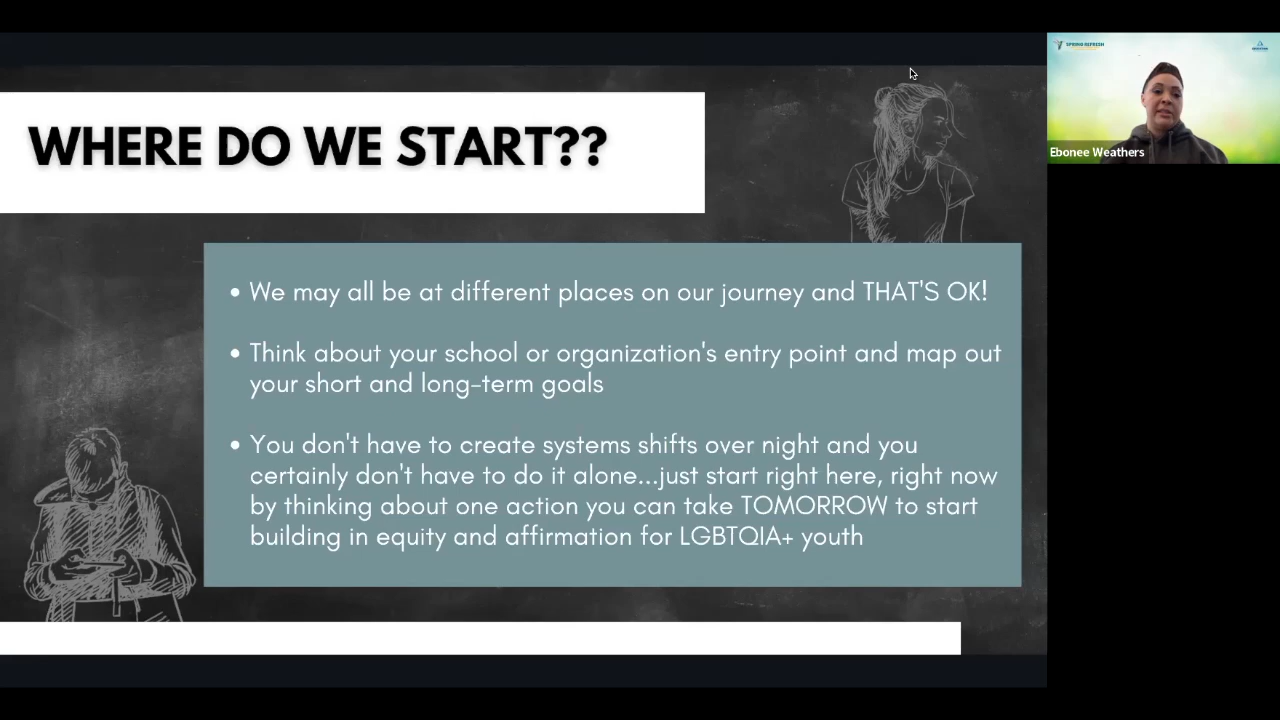 WHERE DO WE START??
• We may all be at different places on our journey and THAT'S OK!
• Think about your school or organization's entry point and map out
your short and long-term goals
• You don't have to create systems shifts over night and you
certainly don't have to do it alone...just start right here, right now
by thinking about one action you can take TOMORROW to start
building in equity and affirmation for LGBTQIA+ youth
SPRING REFRESH
Ebonee Weathers